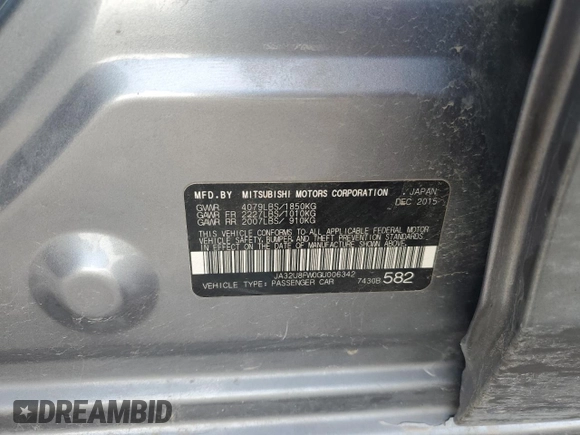 MFD.BY MITSUBISHI MOTORS CORPORATION JAPAN
GVWR 4079LBS/1850KG DEC 2015
GAWR FR 2227LBS/1010KG
GAWR RR 2007LBS/ 910KG
THIS VEHICLE CONFORMS TO ALL APPLICABLE FEDERAL MOTOR
VEHICLE SAFETY, BUMPER AND THEFT PREVENTION STANDARDS
IN EFFECT ON THE DATE OF MANUFACTURE SHOWN ABOVE.
JA32U8FW0GU006342
VEHICLE TYPE: PASSENGER CAR 7430B 582
DREAMBID